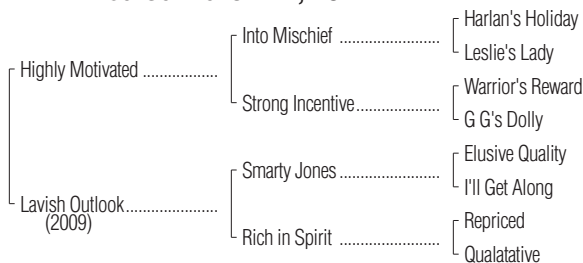 Harlan's Holiday
Into Mischief ....................
Leslie's Lady
Highly Motivated ..................
Warrior's Reward
Strong Incentive .................
G G's Dolly
Elusive Quality
Smarty Jones ....................
I'll Get Along
Lavish Outlook ......................
(2009)
Repriced
Rich in Spirit ....................
Qualatative